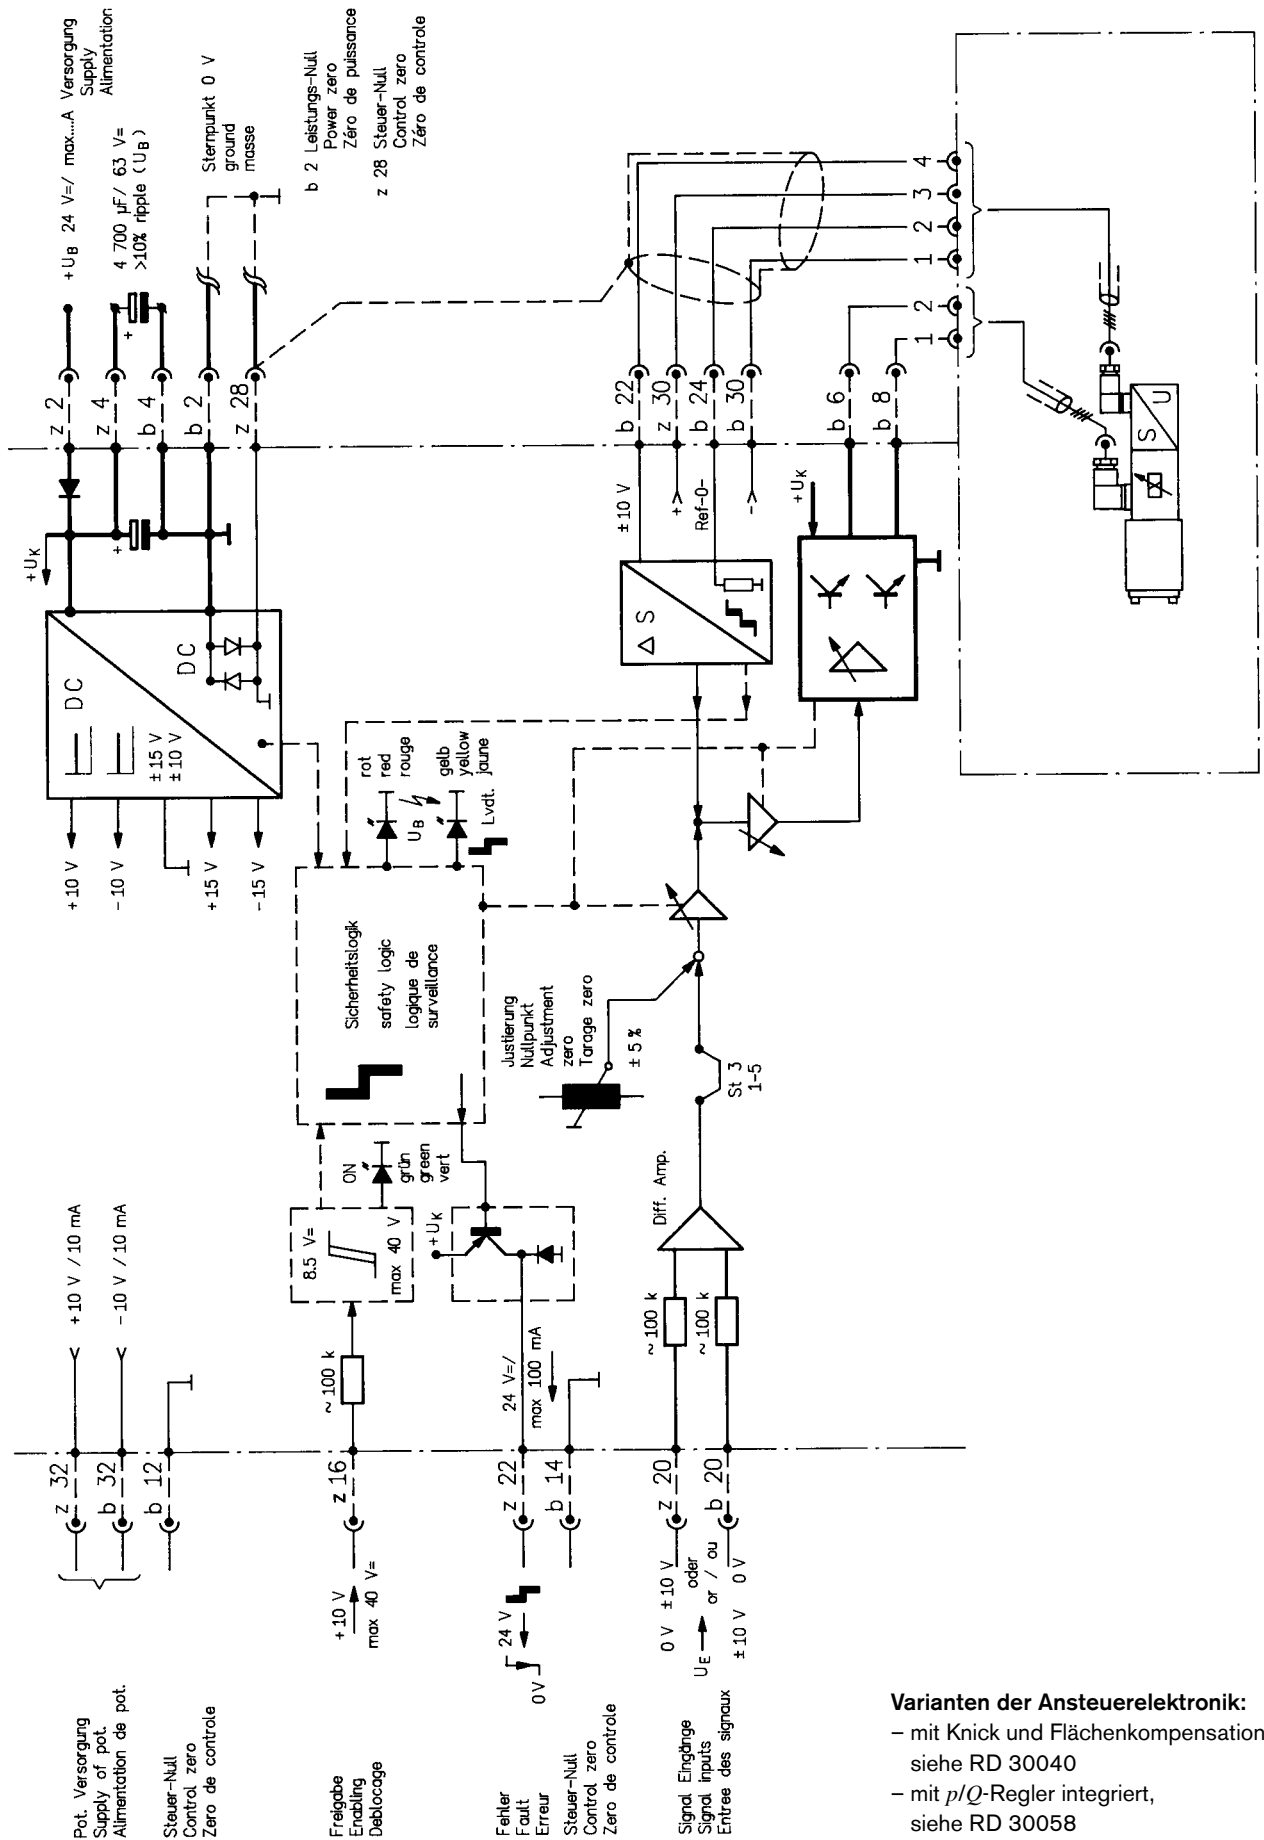 +UB 24 V=/ max....A Versorgung
Supply
Alimentation
4 700 µF/ 63 V=
>10% ripple (UB)
Sternpunkt 0 V
ground
masse
b 2 Leistungs-Null
Power zero
Zéro de puissance
z 28 Steuer-Null
Control zero
Zéro de controle
z 2
z 4
b 4
b 2
z 28
b 22
z 30
b 24
b 30
b 6
b 8
1
2
1
2
3
4
+
+
+UK
DC
DC
±15 V
±10 V
+10 V
-10 V
+15 V
-15 V
±10 V
+>
Ref-0-
->
+UK
Δ S
S
U
rot
red
rouge
UB
gelb
yellow
jaune
Lvdt.
Sicherheitslogik
safety logic
logique de
surveillance
Justierung
Nullpunkt
Adjustment
zero
Tarage zero
± 5 %
St 3
1-5
Diff. Amp.
ON
grün
green
vert
8.5 V=
max 40 V
+UK
+10 V / 10 mA
-10 V / 10 mA
~ 100 k
24 V=/
max 100 mA
~ 100 k
~ 100 k
z 32
b 32
b 12
z 16
z 22
b 14
z 20
b 20
+10 V
max 40 V=
24 V
0V
0 V ±10 V
oder
UE
or / ou
±10 V 0 V
Pot. Versorgung
Supply of pot.
Alimentation de pot.
Steuer-Null
Control zero
Zero de controle
Freigabe
Enabling
Deblocage
Fehler
Fault
Erreur
Steuer-Null
Control zero
Zero de controle
Signal Eingänge
Signal inputs
Entree des signaux
Varianten der Ansteuerelektronik:
– mit Knick und Flächenkompensation
siehe RD 30040
– mit p/Q-Regler integriert,
siehe RD 30058